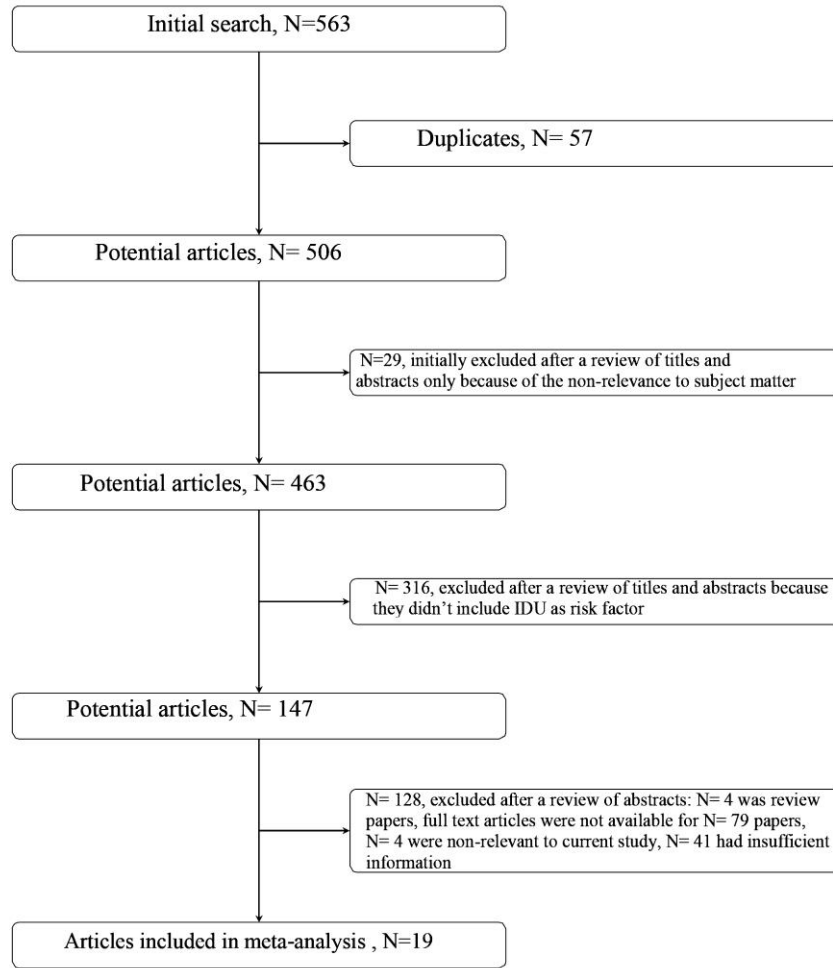 Initial search, N=563
Duplicates, N= 57
Potential articles, N= 506
N=29, initially excluded after a review of titles and
abstracts only because of the non-relevance to subject matter
Potential articles, N= 463
N= 316, excluded after a review of titles and abstracts because
they didn’t include IDU as risk factor
Potential articles, N= 147
N= 128, excluded after a review of abstracts: N= 4 was review
papers, full text articles were not available for N= 79 papers,
N= 4 were non-relevant to current study, N= 41 had insufficient
information
Articles included in meta-analysis , N=19